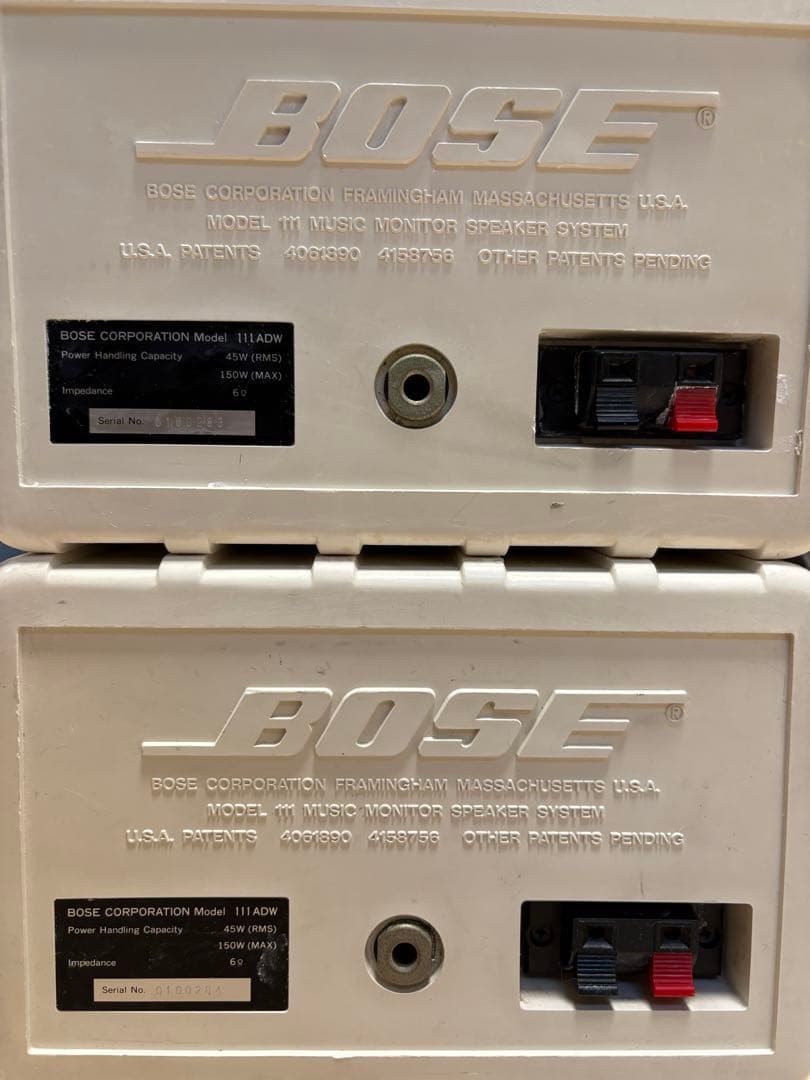 BOSE®
BOSE CORPORATION FRAMINGHAM MASSACHUSETTS U.S.A.
MODEL 111 MUSIC MONITOR SPEAKER SYSTEM
U.S.A. PATENTS 4061890 4158756 OTHER PATENTS PENDING
BOSE CORPORATION Model 111ADW
Power Handling Capacity 45W (RMS)
150W (MAX)
Impedance 6Ω
Serial No.
BOSE®
BOSE CORPORATION FRAMINGHAM MASSACHUSETTS U.S.A.
MODEL 111 MUSIC MONITOR SPEAKER SYSTEM
U.S.A. PATENTS 4061890 4158756 OTHER PATENTS PENDING
BOSE CORPORATION Model 111ADW
Power Handling Capacity 45W (RMS)
150W (MAX)
Impedance 6Ω
Serial No. 0100284